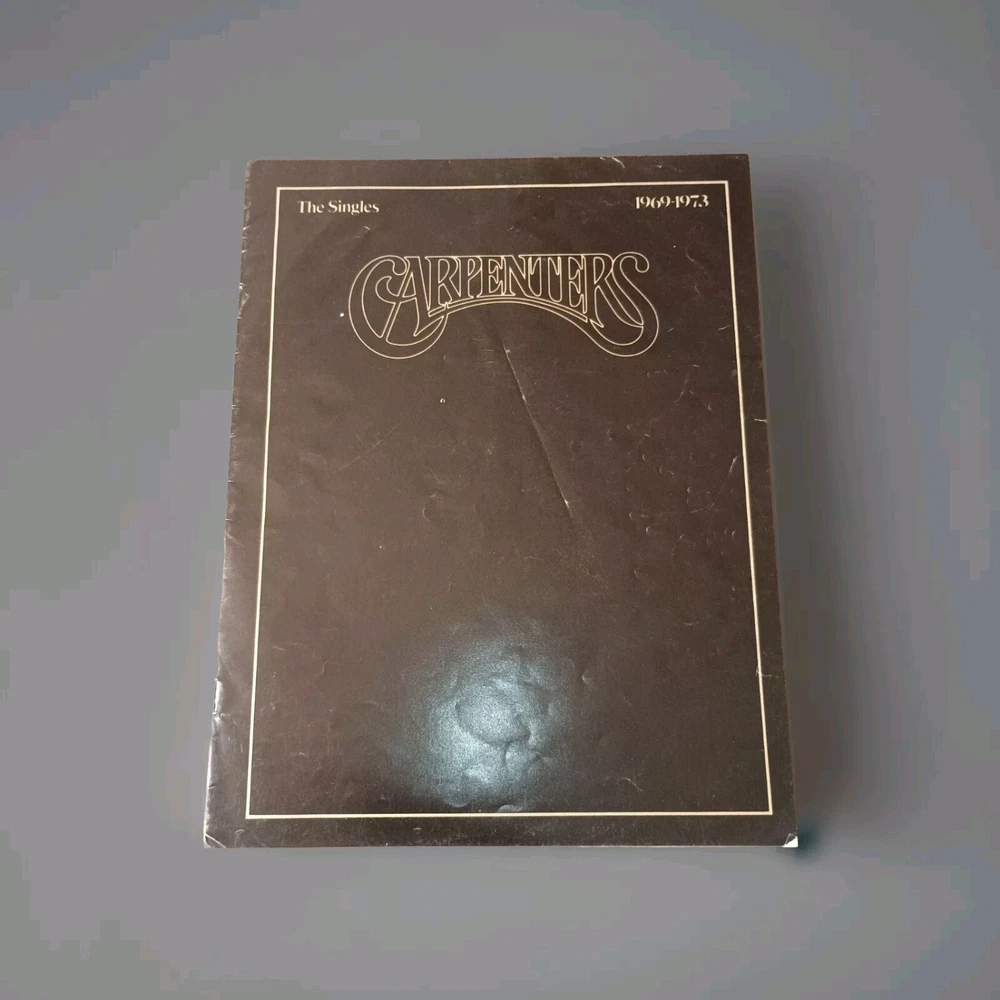 The Singles
1969-1973
CARPENTERS